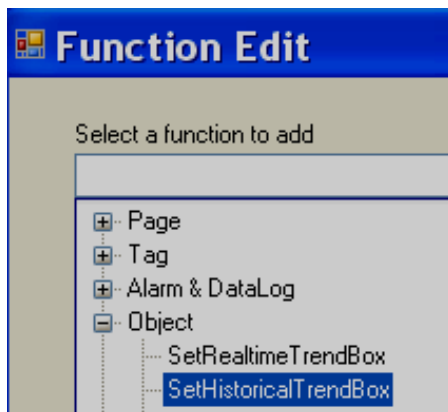 Function Edit
Select a function to add
Page
Tag
Alarm & DataLog
Object
SetRealtimeTrendBox
SetHistoricalTrendBox